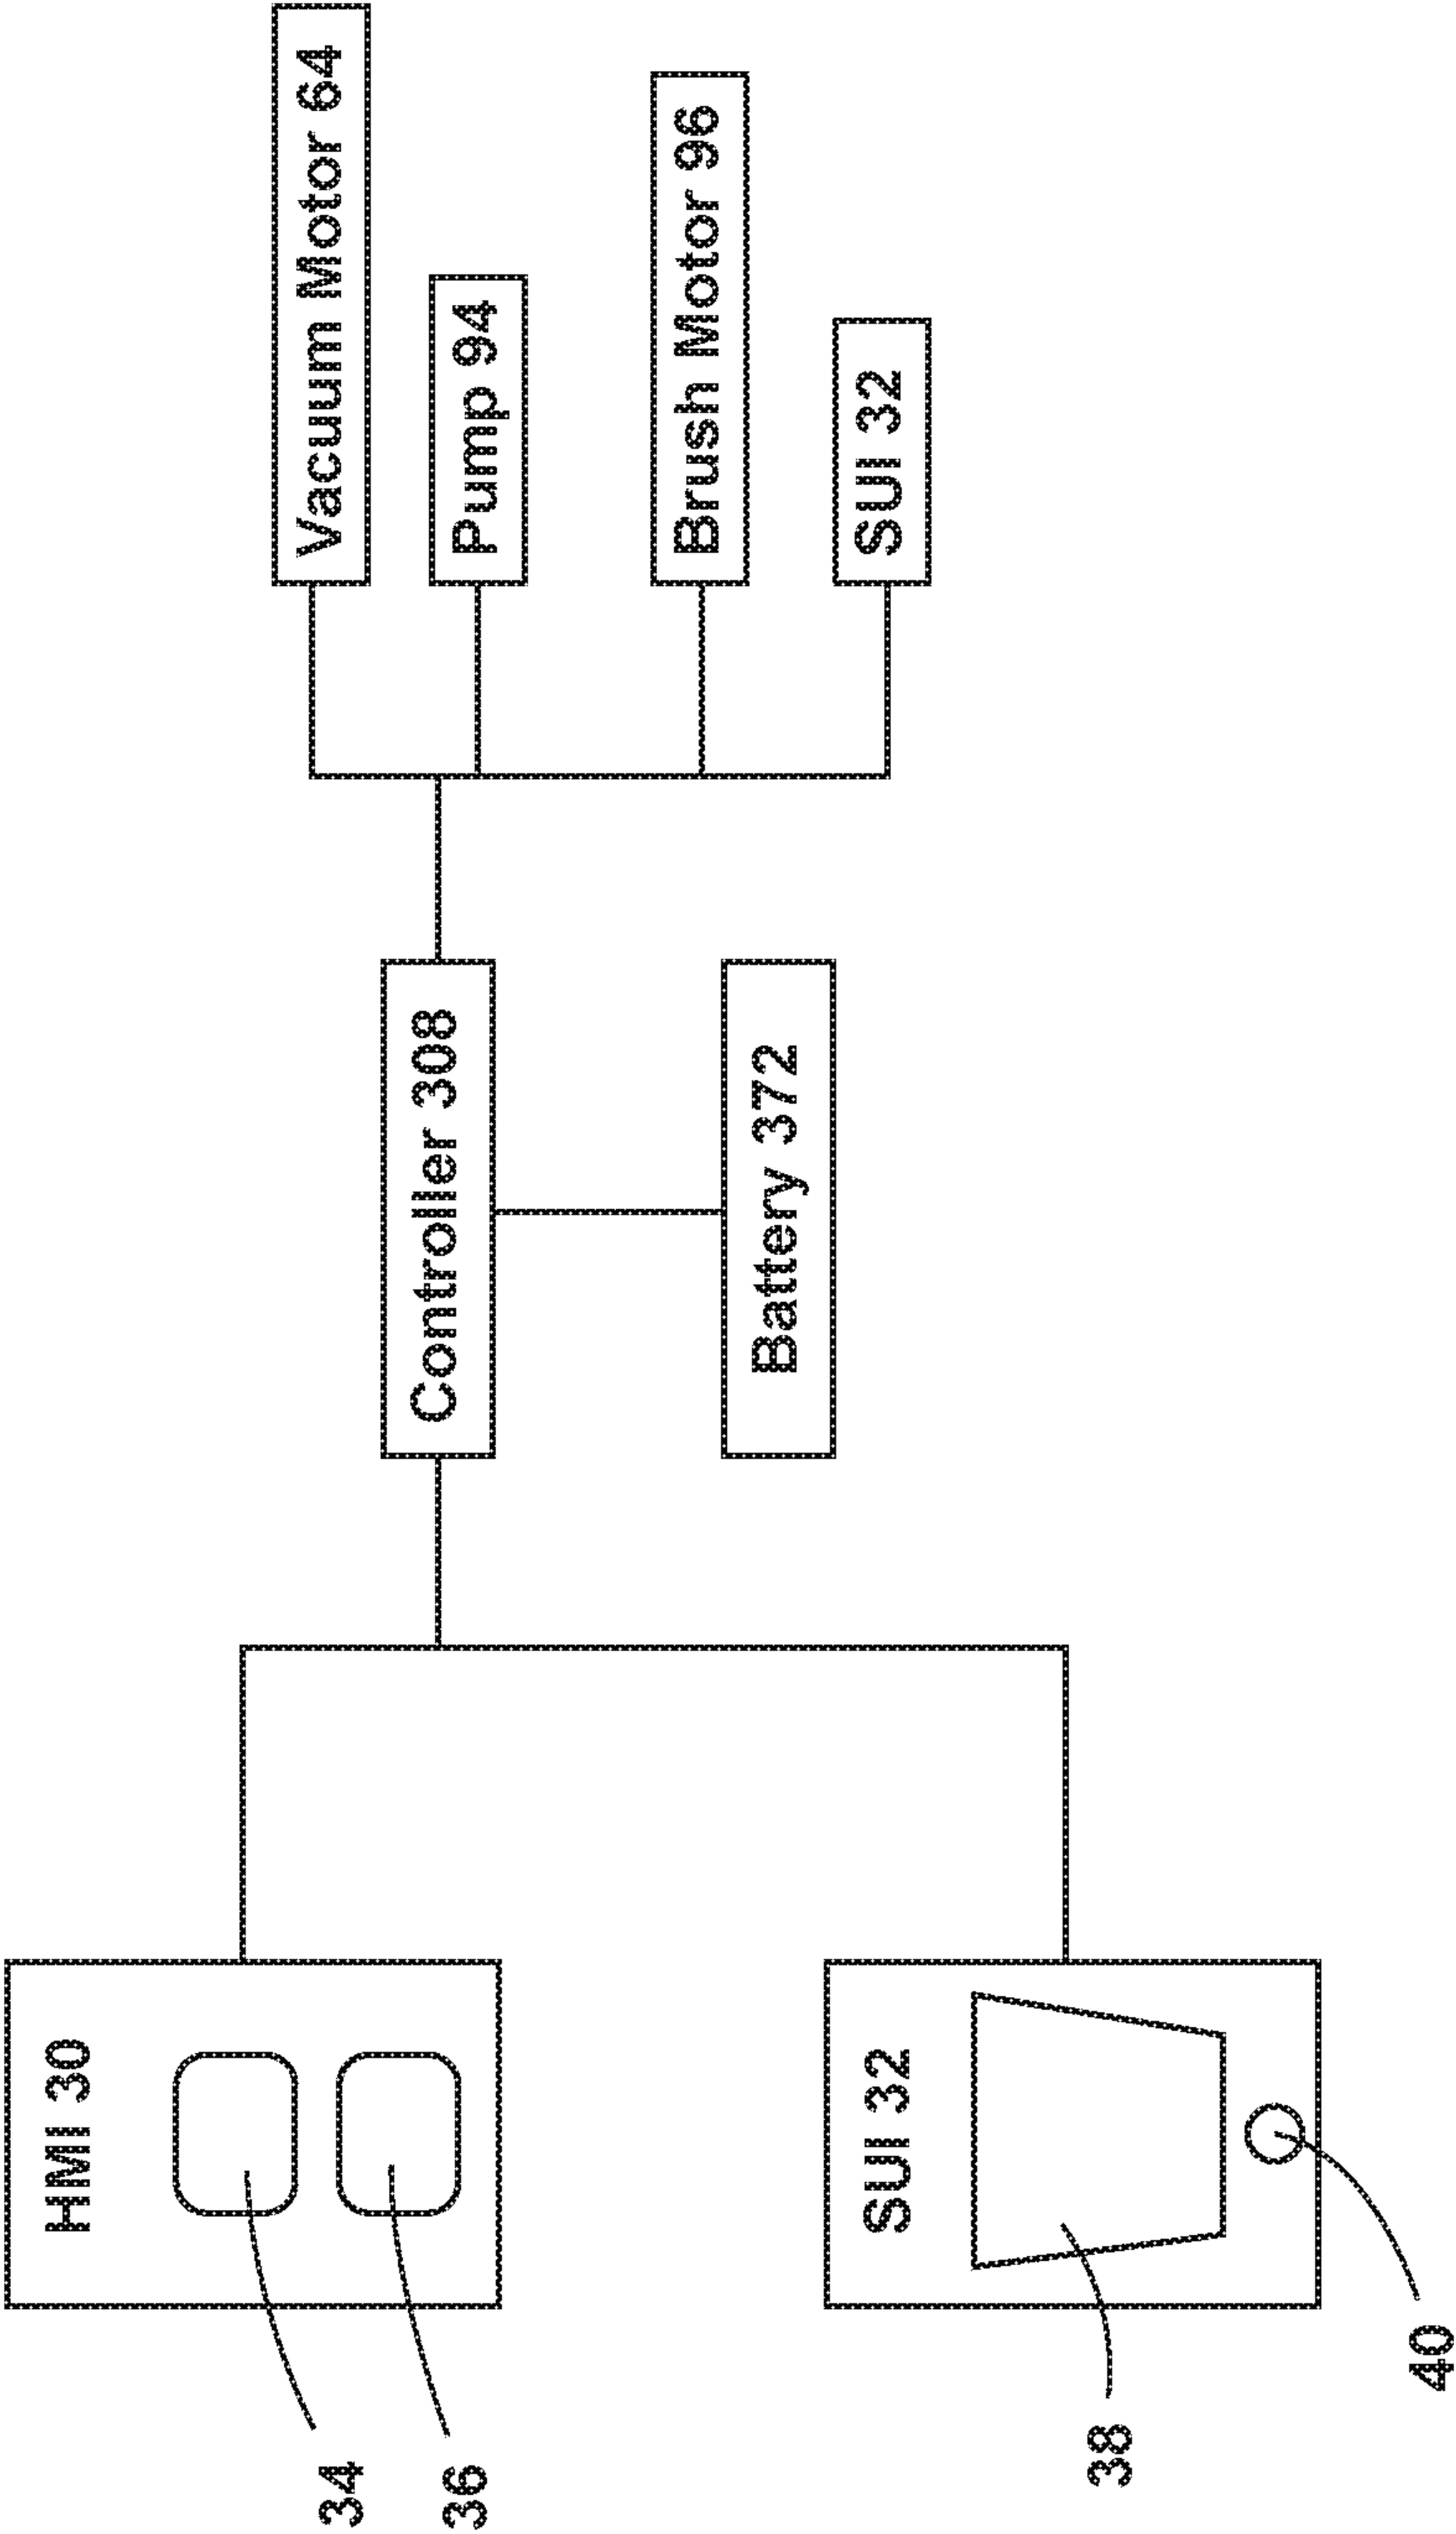 34
36
HMI 30
38
40
SUI 32
Controller 308
Battery 372
Vacuum Motor 64
Pump 94
Brush Motor 96
SUI 32